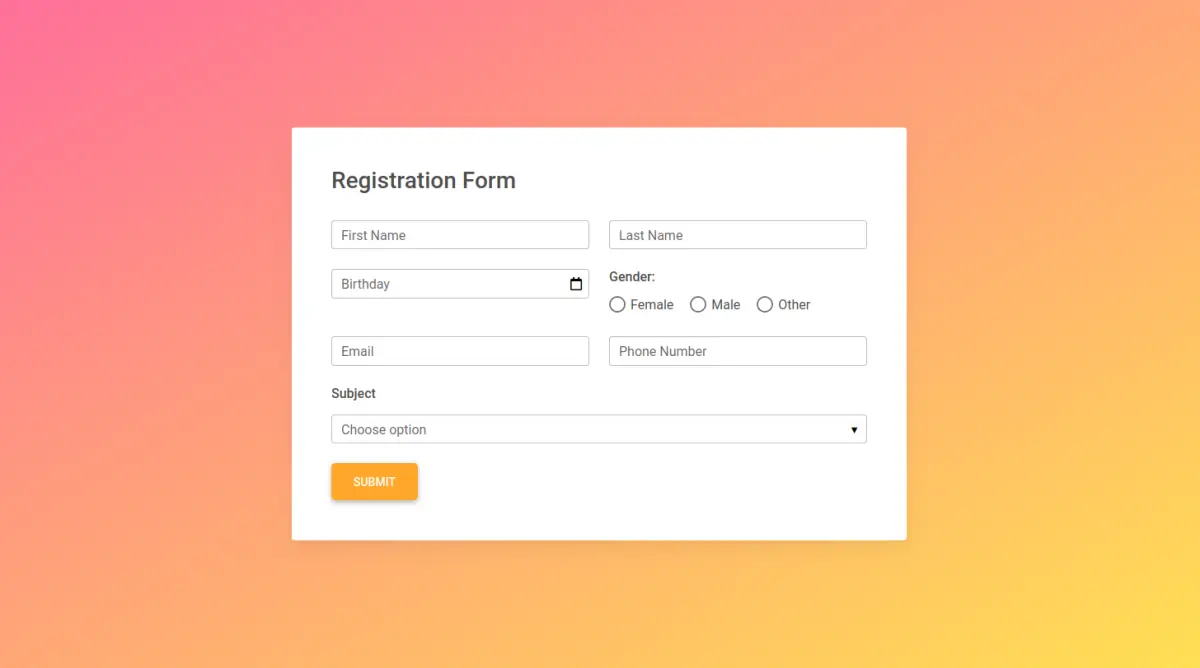 Registration Form
First Name
Last Name
Birthday
Gender:
Female Male Other
Email
Phone Number
Subject
Choose option
SUBMIT